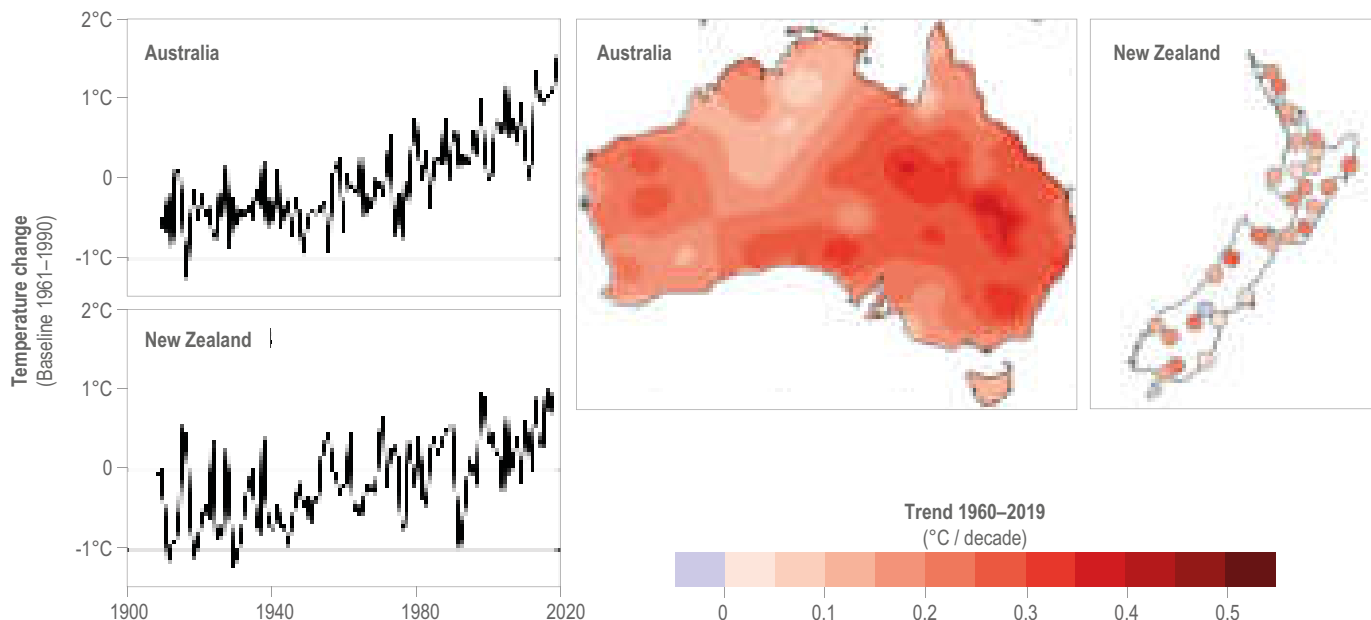 Temperature change
(Baseline 1961–1990)
2°C
1°C
0
-1°C
Australia
2°C
1°C
0
-1°C
New Zealand
1900
1940
1980
2020
Australia
New Zealand
Trend 1960–2019
(°C / decade)
0
0.1
0.2
0.3
0.4
0.5